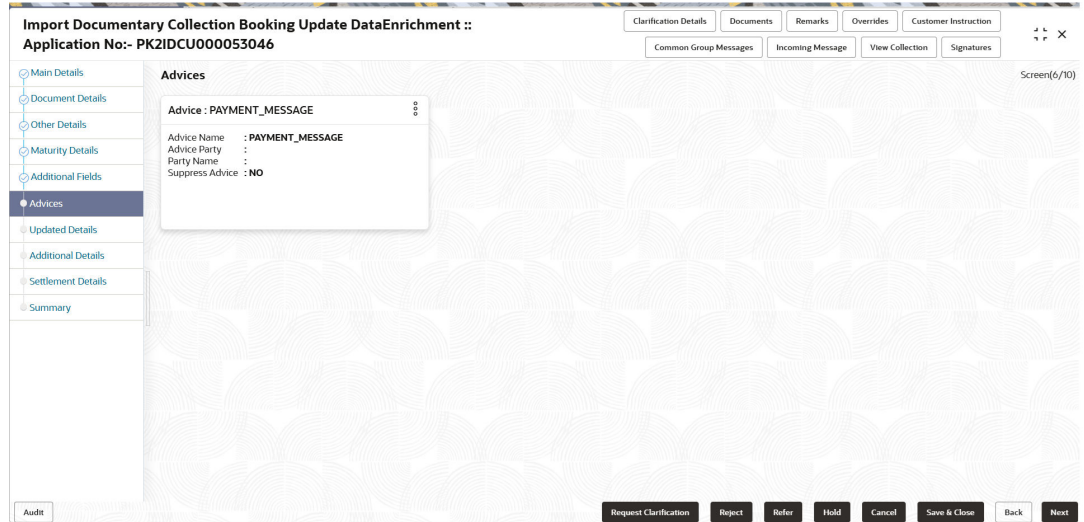 Import Documentary Collection Booking Update DataEnrichment ::
Application No:- PK2IDCU000053046
Clarification Details
Documents
Remarks
Overrides
Customer Instruction
Common Group Messages
Incoming Message
View Collection
Signatures
Main Details
Document Details
Other Details
Maturity Details
Additional Fields
Advices
Updated Details
Additional Details
Settlement Details
Summary
Advices
Screen(6/10)
Advice : PAYMENT_MESSAGE
Advice Name : PAYMENT_MESSAGE
Advice Party :
Party Name :
Suppress Advice : NO
Audit
Request Clarification
Reject
Refer
Hold
Cancel
Save & Close
Back
Next